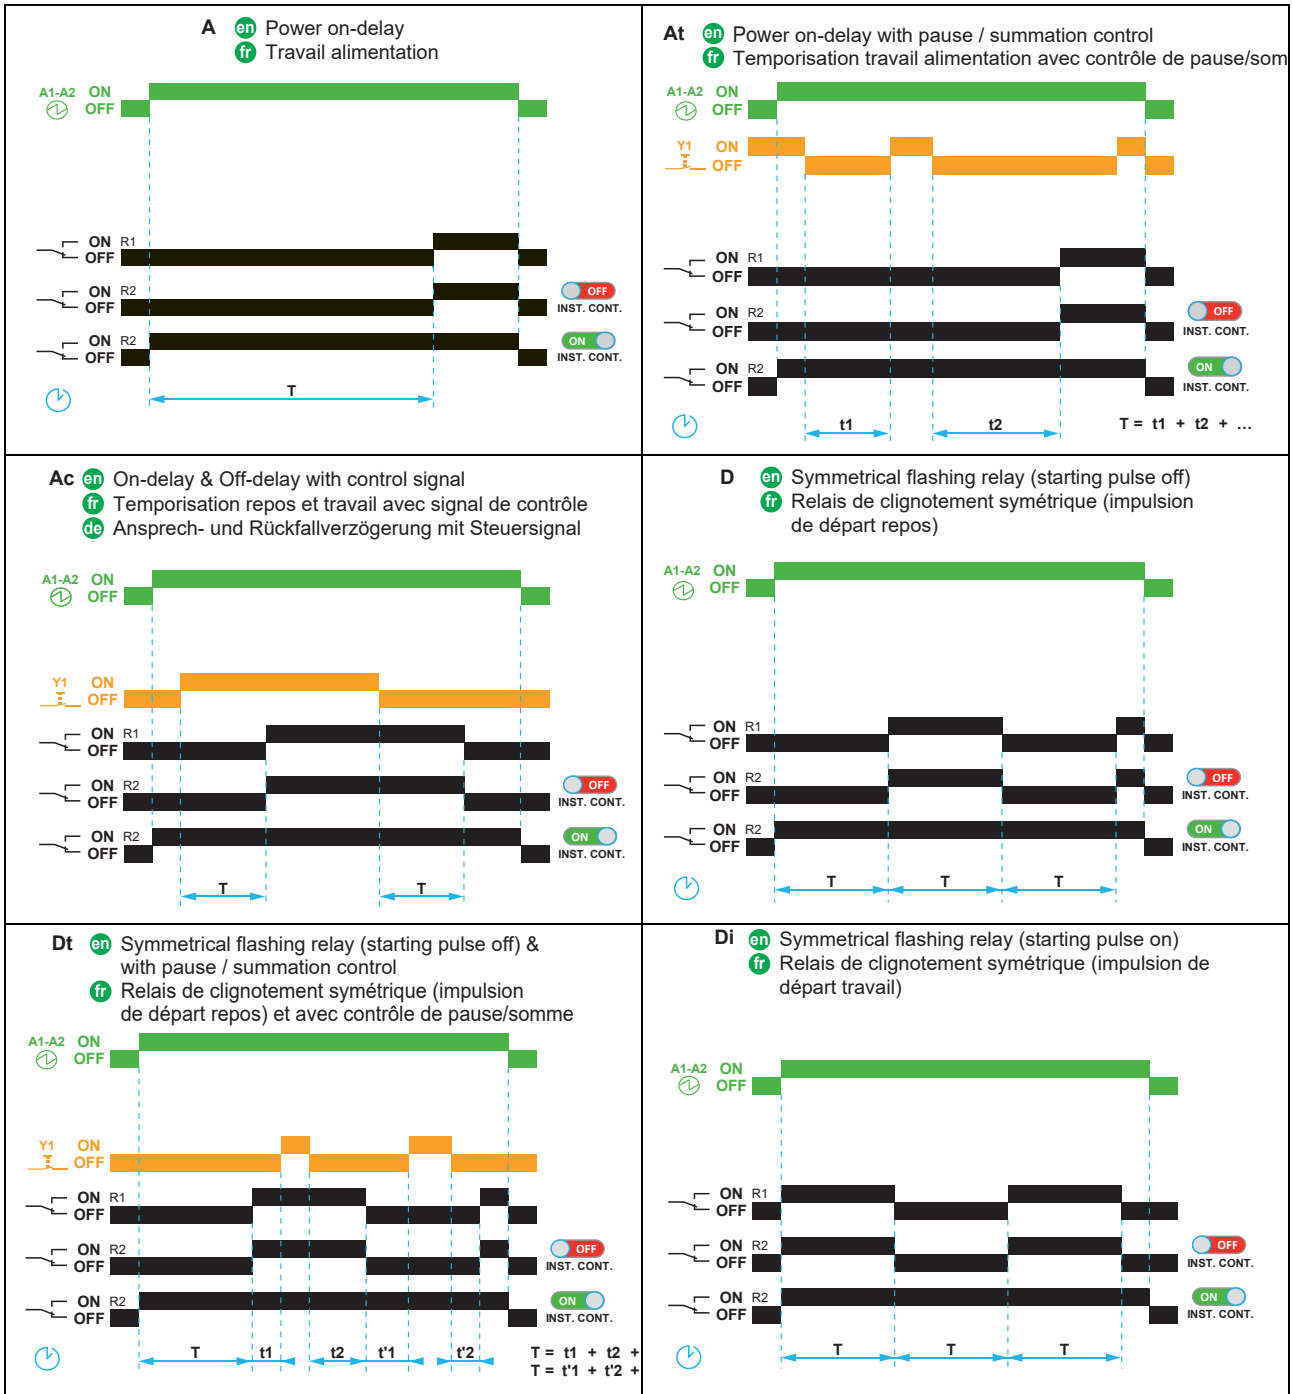 A en Power on-delay
fr Travail alimentation
A1-A2 ON
OFF
ON R1
OFF
ON R2
OFF
OFF
INST. CONT.
ON R2
OFF
ON
INST. CONT.
T
At en Power on-delay with pause / summation control
fr Temporisation travail alimentation avec contrôle de pause/som
A1-A2 ON
OFF
Y1 ON
OFF
ON R1
OFF
ON R2
OFF
OFF
INST. CONT.
ON R2
OFF
ON
INST. CONT.
t1 t2 T = t1 + t2 + ...
Ac en On-delay & Off-delay with control signal
fr Temporisation repos et travail avec signal de contrôle
de Ansprech- und Rückfallverzögerung mit Steuersignal
A1-A2 ON
OFF
Y1 ON
OFF
ON R1
OFF
ON R2
OFF
OFF
INST. CONT.
ON R2
OFF
ON
INST. CONT.
T T
D en Symmetrical flashing relay (starting pulse off)
fr Relais de clignotement symétrique (impulsion
de départ repos)
A1-A2 ON
OFF
ON R1
OFF
ON R2
OFF
OFF
INST. CONT.
ON R2
OFF
ON
INST. CONT.
T T T
Dt en Symmetrical flashing relay (starting pulse off) &
with pause / summation control
fr Relais de clignotement symétrique (impulsion
de départ repos) et avec contrôle de pause/somme
A1-A2 ON
OFF
Y1 ON
OFF
ON R1
OFF
ON R2
OFF
OFF
INST. CONT.
ON R2
OFF
ON
INST. CONT.
T t1 t2 t'1 t'2 T = t1 + t2 +
T = t'1 + t'2 +
Di en Symmetrical flashing relay (starting pulse on)
fr Relais de clignotement symétrique (impulsion de
départ travail)
A1-A2 ON
OFF
ON R1
OFF
ON R2
OFF
OFF
INST. CONT.
ON R2
OFF
ON
INST. CONT.
T T T